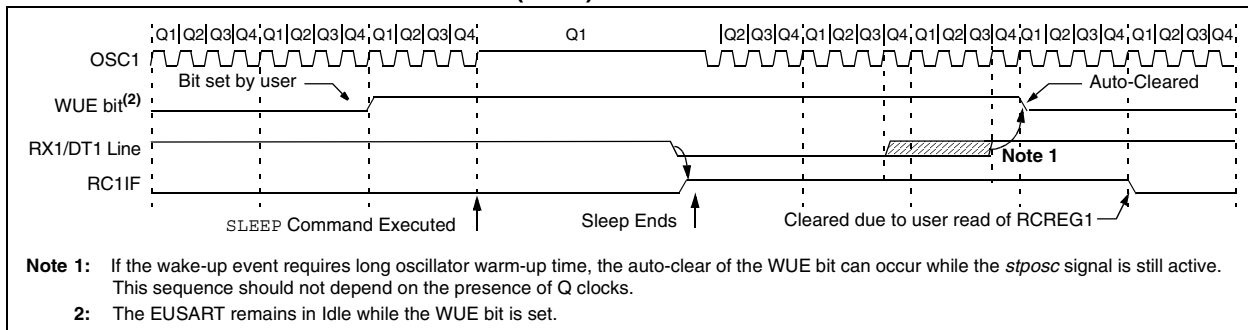 Q1 Q2 Q3 Q4 Q1 Q2 Q3 Q4 Q1 Q2 Q3 Q4 Q1 Q2 Q3 Q4 Q1 Q2 Q3 Q4 Q1 Q2 Q3 Q4 Q1 Q2 Q3 Q4 Q1 Q2 Q3 Q4
OSC1
Bit set by user
Auto-Cleared
WUE bit(2)
RX1/DT1 Line
Note 1
RC1IF
SLEEP Command Executed
Sleep Ends
Cleared due to user read of RCREG1
Note 1: If the wake-up event requires long oscillator warm-up time, the auto-clear of the WUE bit can occur while the stposc signal is still active.
This sequence should not depend on the presence of Q clocks.
2: The EUSART remains in Idle while the WUE bit is set.